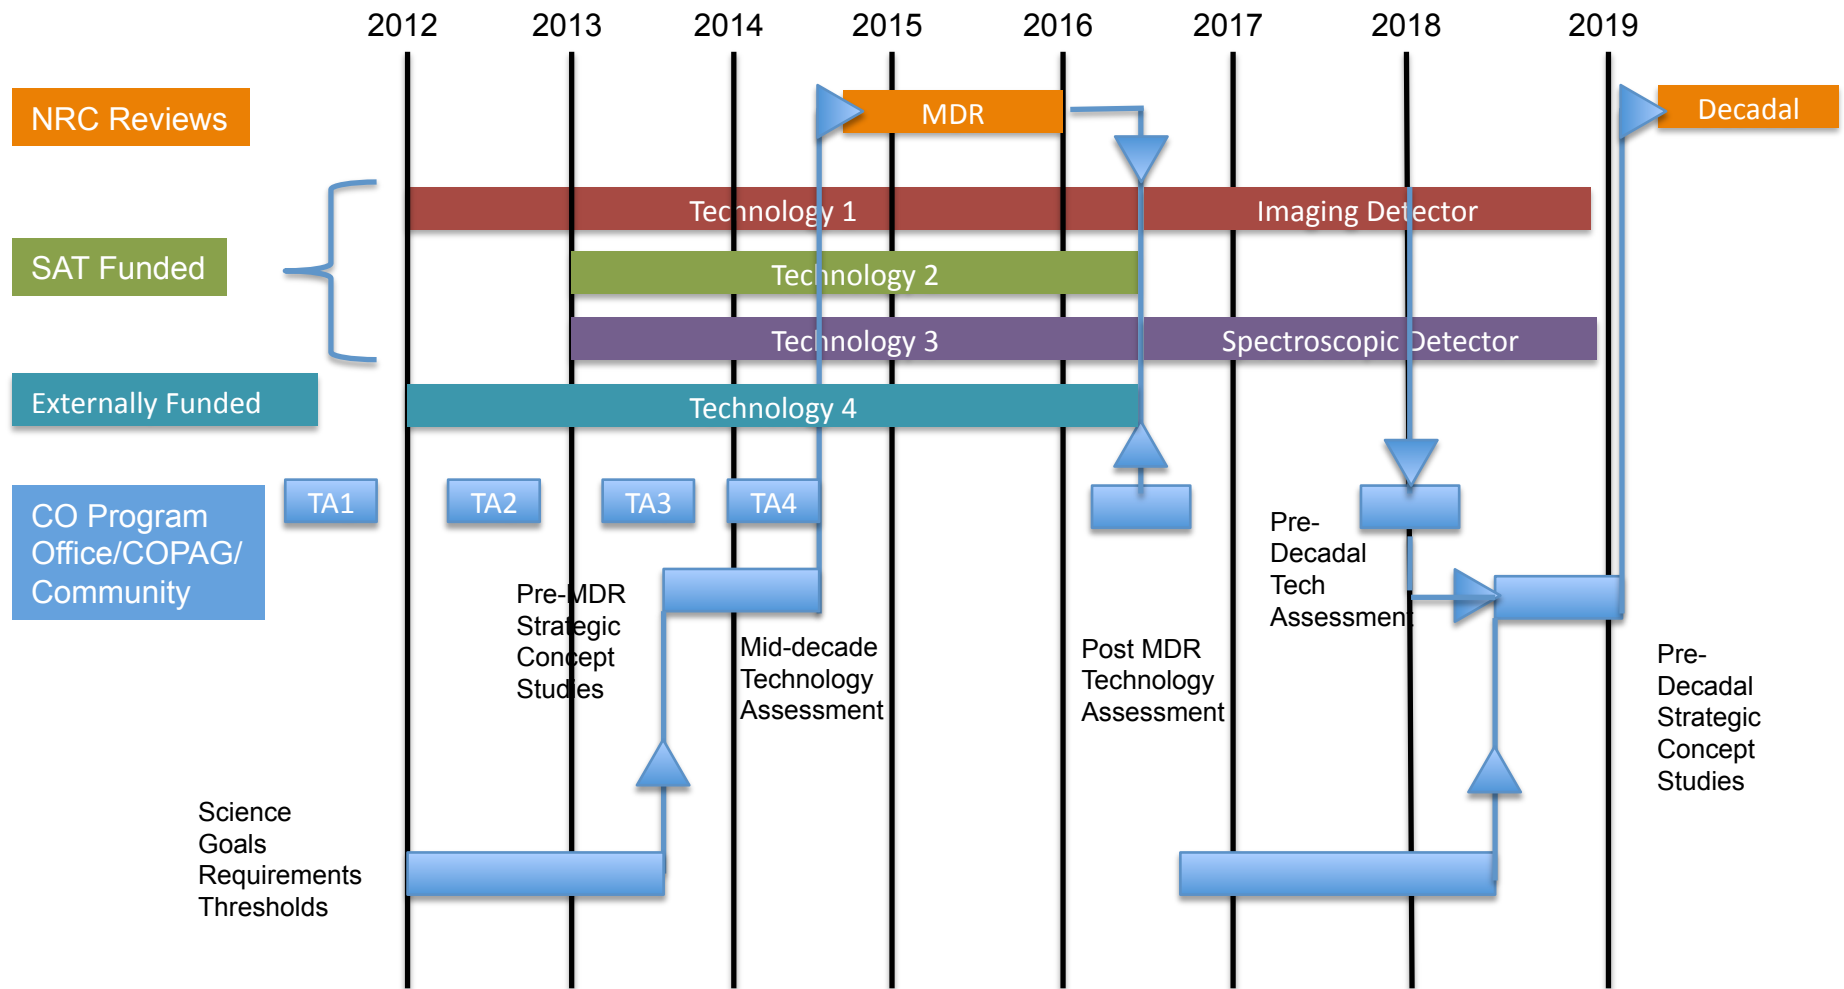 2012 2013 2014 2015 2016 2017 2018 2019
NRC Reviews
MDR
Decadal
Technology 1
Imaging Detector
SAT Funded
Technology 2
Technology 3
Spectroscopic Detector
Externally Funded
Technology 4
CO Program
Office/COPAG/
Community
TA1
TA2
TA3
TA4
Pre-MDR
Strategic
Concept
Studies
Mid-decade
Technology
Assessment
Post MDR
Technology
Assessment
Pre-
Decadal
Tech
Assessment
Pre-
Decadal
Strategic
Concept
Studies
Science
Goals
Requirements
Thresholds